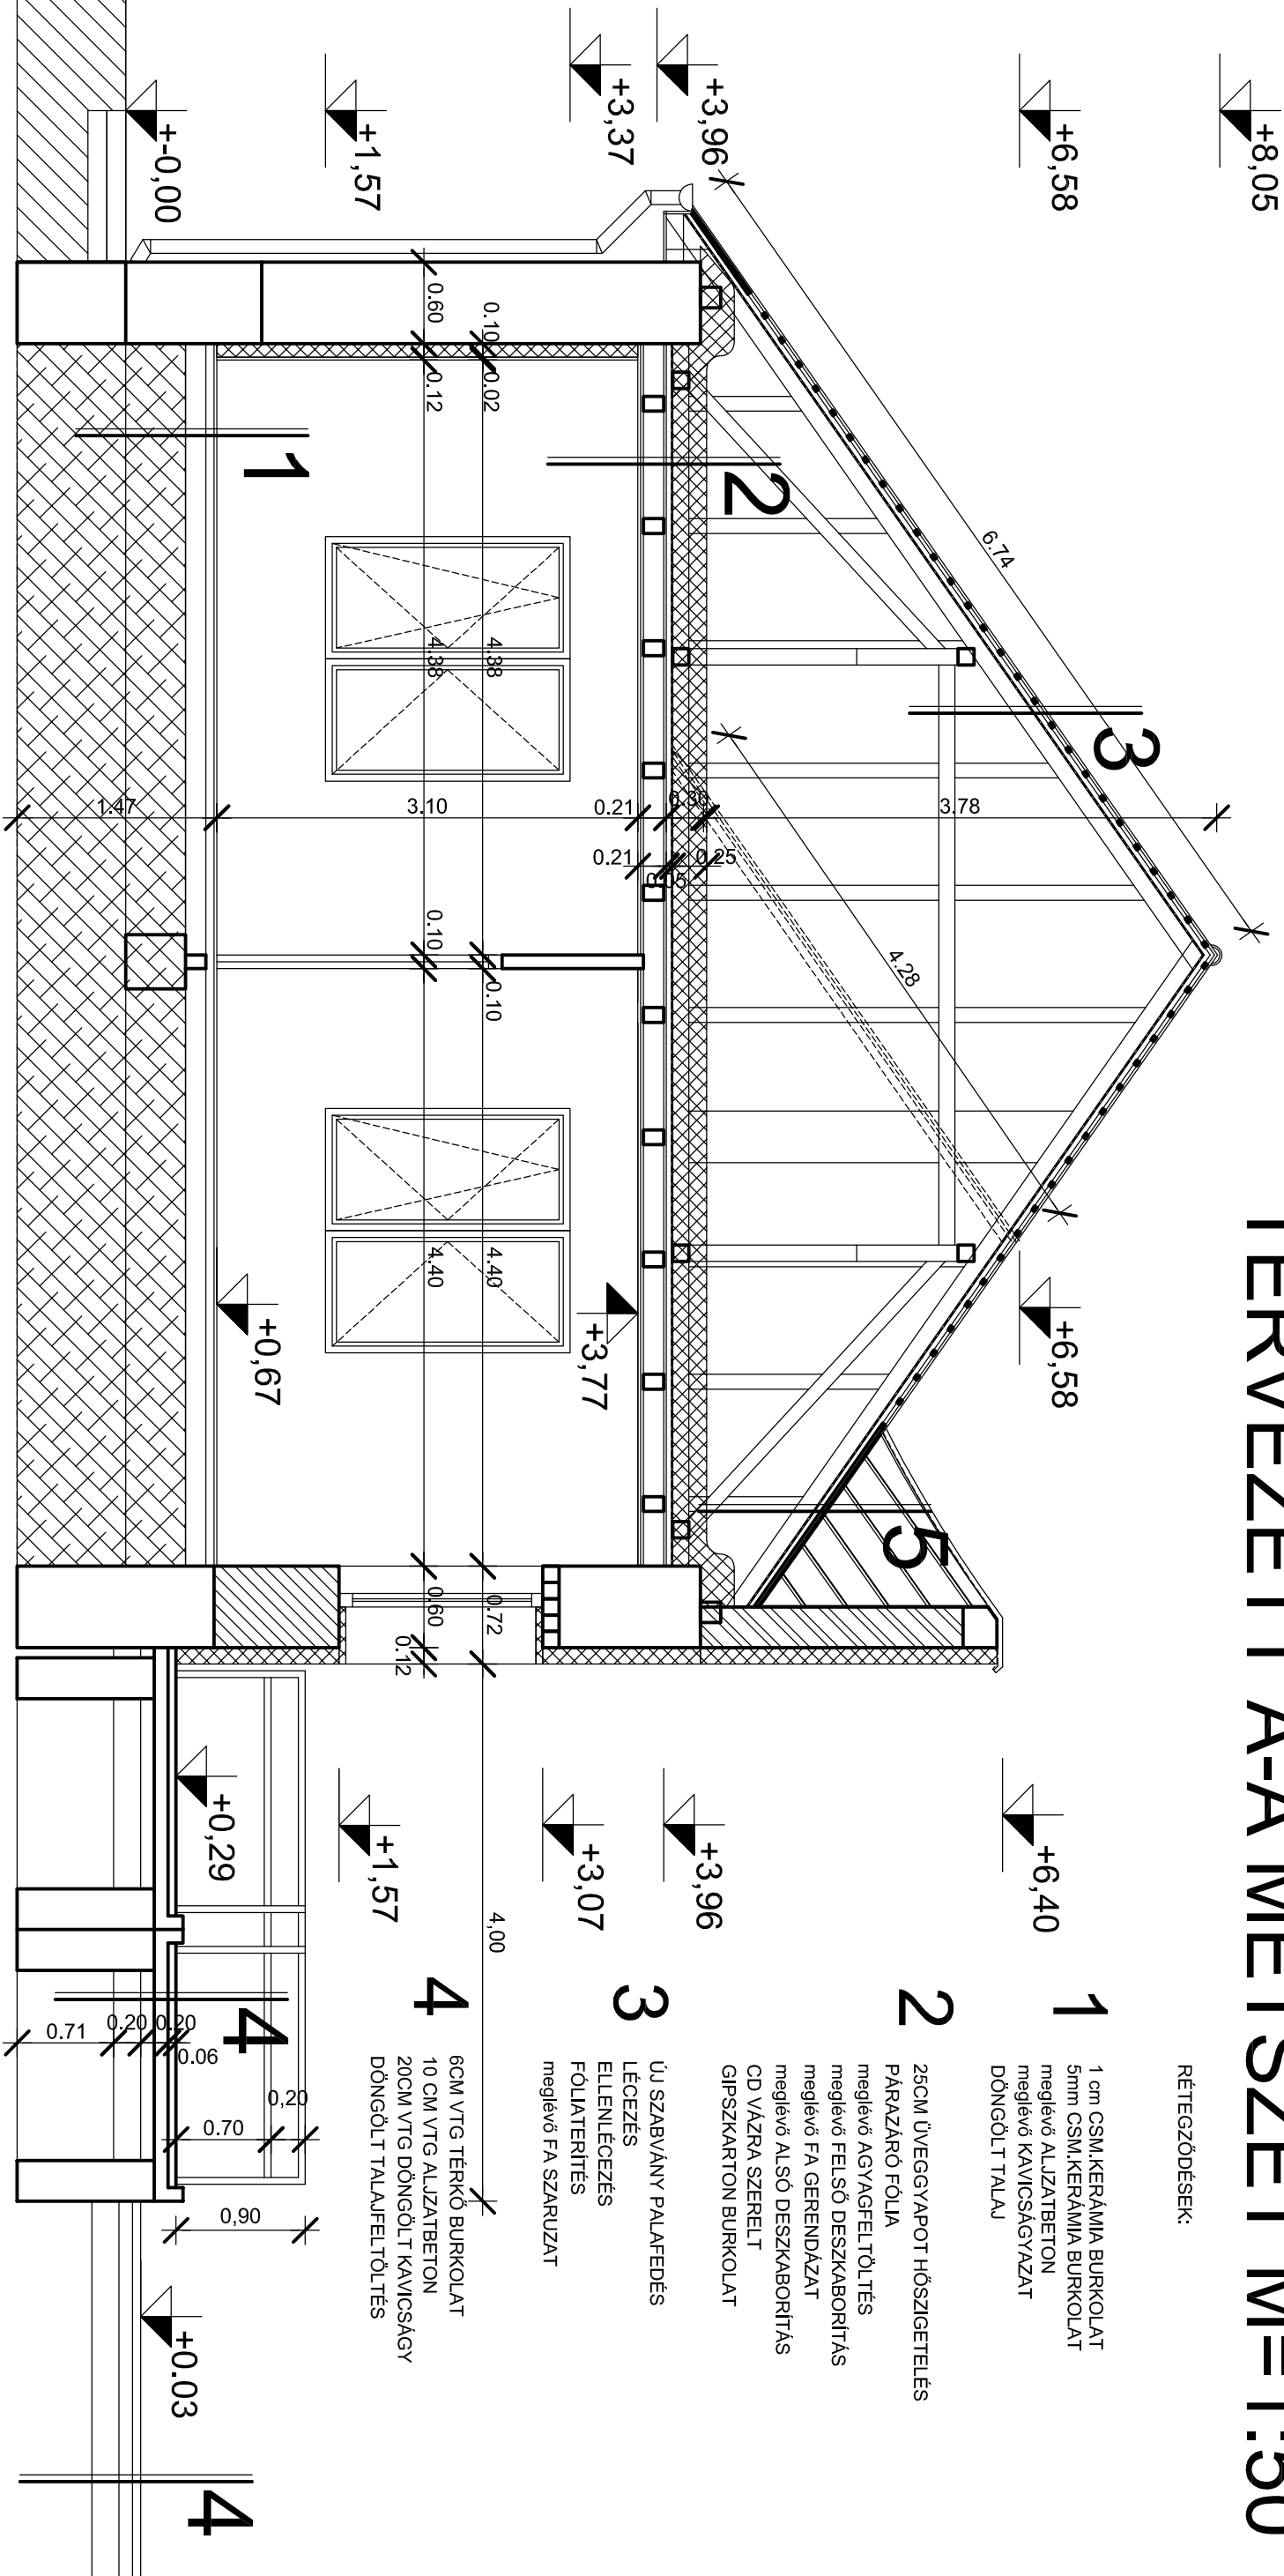 TERVEZETT A-A METSZET M=1:50
RÉTEGZŐDÉSEK:
1
1 cm CSM.KERÁMIA BURKOLAT
5mm CSM.KERÁMIA BURKOLAT
meglévő ALJZATBETON
meglévő KAVICSÁGYAZAT
DÖNGÖLT TALAJ
2
25CM ÜVEGGYAPOT HŐSZIGETELÉS
PÁRAZÁRÓ FÓLIA
meglévő AGYAGFELTÖLTÉS
meglévő FELSŐ DESZKABORÍTÁS
meglévő FA GERENDÁZAT
meglévő ALSÓ DESZKABORÍTÁS
CD VÁZRA SZERELT
GIPSZKARTON BURKOLAT
3
ÚJ SZABVÁNY PALAFEDÉS
LÉCEZÉS
ELLENLÉCEZÉS
FÓLIATERÍTÉS
meglévő FA SZARUZAT
4
6CM VTG TÉRKŐ BURKOLAT
10 CM VTG ALJZATBETON
20CM VTG DÖNGÖLT KAVICSÁGY
DÖNGÖLT TALAJFELTÖLTÉS
+8,05
+6,58
+3,96
+3,37
+1,57
+-0,00
6.74
4.28
3
2
1
5
4
4
+6,58
+6,40
+3,96
+3,07
+1,57
+0,29
+0.03
+3,77
+0,67
3.78
0.30
0.21
3.10
1.47
0.25
0.05
0.21
0.10
0.02
4.38
0.10
4.40
0.72
4,00
0.60
0.12
4.38
0.10
4.40
0.60
0.12
0.71
0.20
0.20
0.06
0,20
0.70
0,90